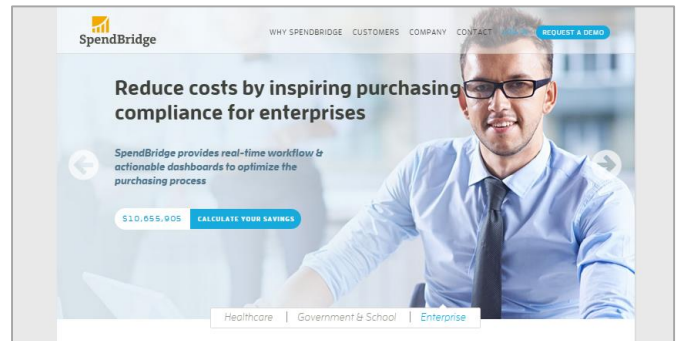 SpendBridge
WHY SPENDBRIDGE CUSTOMERS COMPANY CONTACT REQUEST A DEMO
Reduce costs by inspiring purchasing
compliance for enterprises
SpendBridge provides real-time workflow &
actionable dashboards to optimize the
purchasing process
$10,655,905 CALCULATE YOUR SAVINGS
Healthcare | Government & School | Enterprise